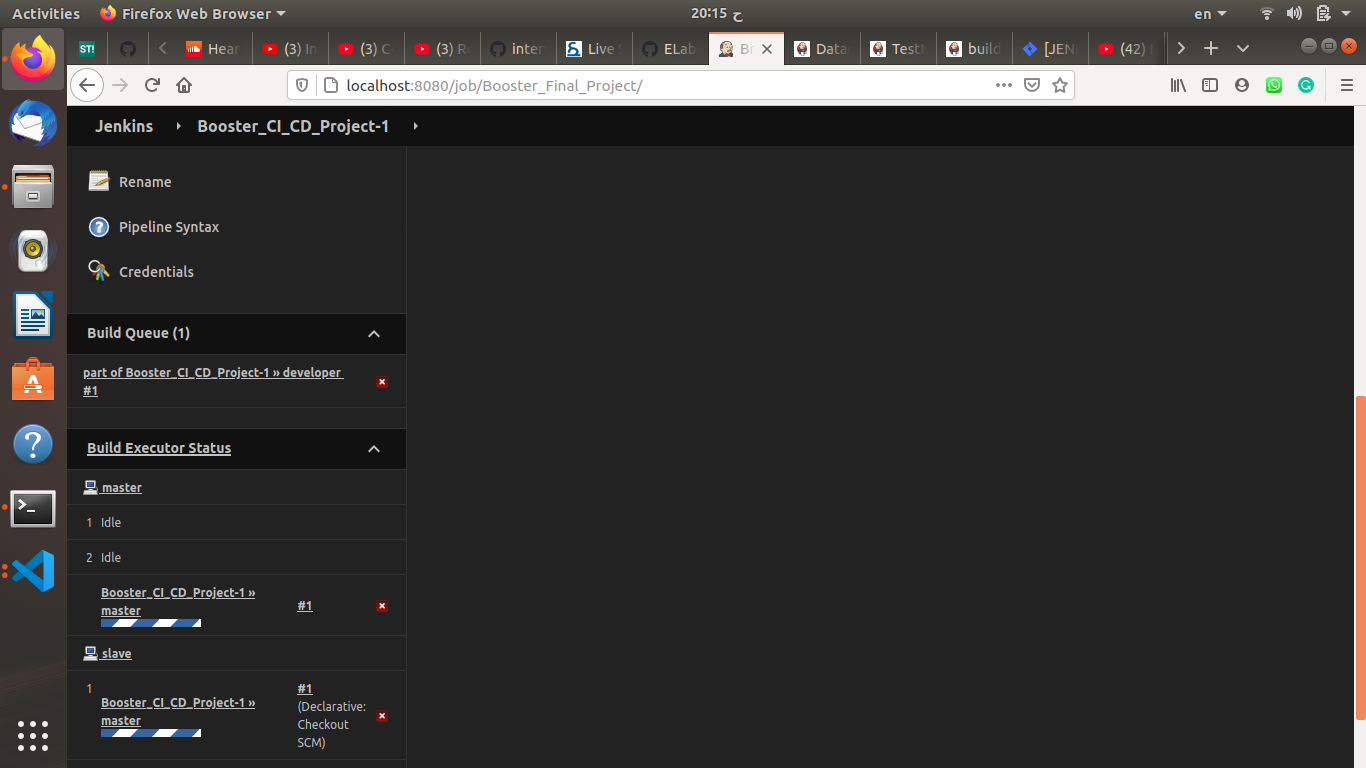 Activities
Firefox Web Browser
20:15 ح
en
ST!
Hear
(3) In
(3) C
(3) Re
inter
Live
ELab
Br
Data
Test
build
[JEN
(42)
localhost:8080/job/Booster_Final_Project/
Jenkins
Booster_CI_CD_Project-1
Rename
Pipeline Syntax
Credentials
Build Queue (1)
part of Booster_CI_CD_Project-1 » developer
#1
Build Executor Status
master
1 Idle
2 Idle
Booster_CI_CD_Project-1 »
master
#1
slave
1
Booster_CI_CD_Project-1 »
master
#1
(Declarative:
Checkout
SCM)